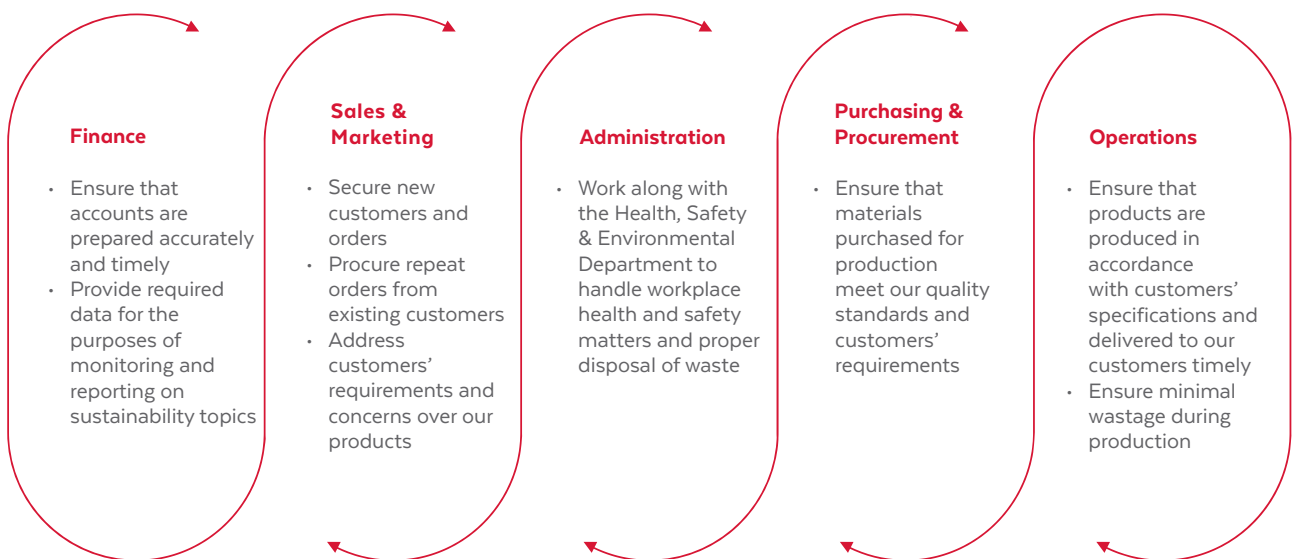 Finance
• Ensure that
accounts are
prepared accurately
and timely
• Provide required
data for the
purposes of
monitoring and
reporting on
sustainability topics
Sales &
Marketing
• Secure new
customers and
orders
• Procure repeat
orders from
existing customers
• Address
customers’
requirements and
concerns over our
products
Administration
• Work along with
the Health, Safety
& Environmental
Department to
handle workplace
health and safety
matters and proper
disposal of waste
Purchasing &
Procurement
• Ensure that
materials
purchased for
production
meet our quality
standards and
customers’
requirements
Operations
• Ensure that
products are
produced in
accordance
with customers’
specifications and
delivered to our
customers timely
• Ensure minimal
wastage during
production